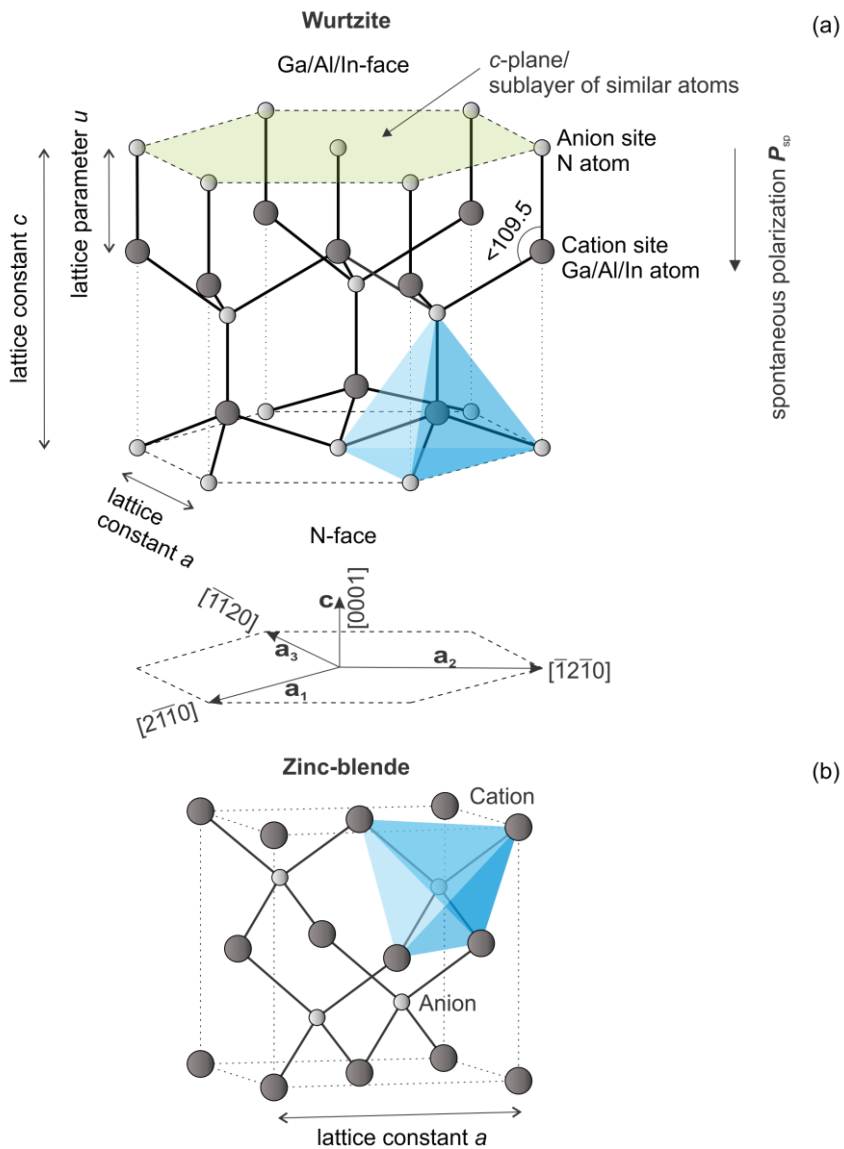 Wurtzite
(a)
Ga/Al/In-face
c-plane/
sublayer of similar atoms
Anion site
N atom
lattice constant c
lattice parameter u
<109.5
Cation site
Ga/Al/In atom
spontaneous polarization Psp
lattice
constant a
N-face
[1̅1̅20]
c
[0001]
a3
a2
[1̅21̅0]
a1
[21̅1̅0]
Zinc-blende
(b)
Cation
Anion
lattice constant a